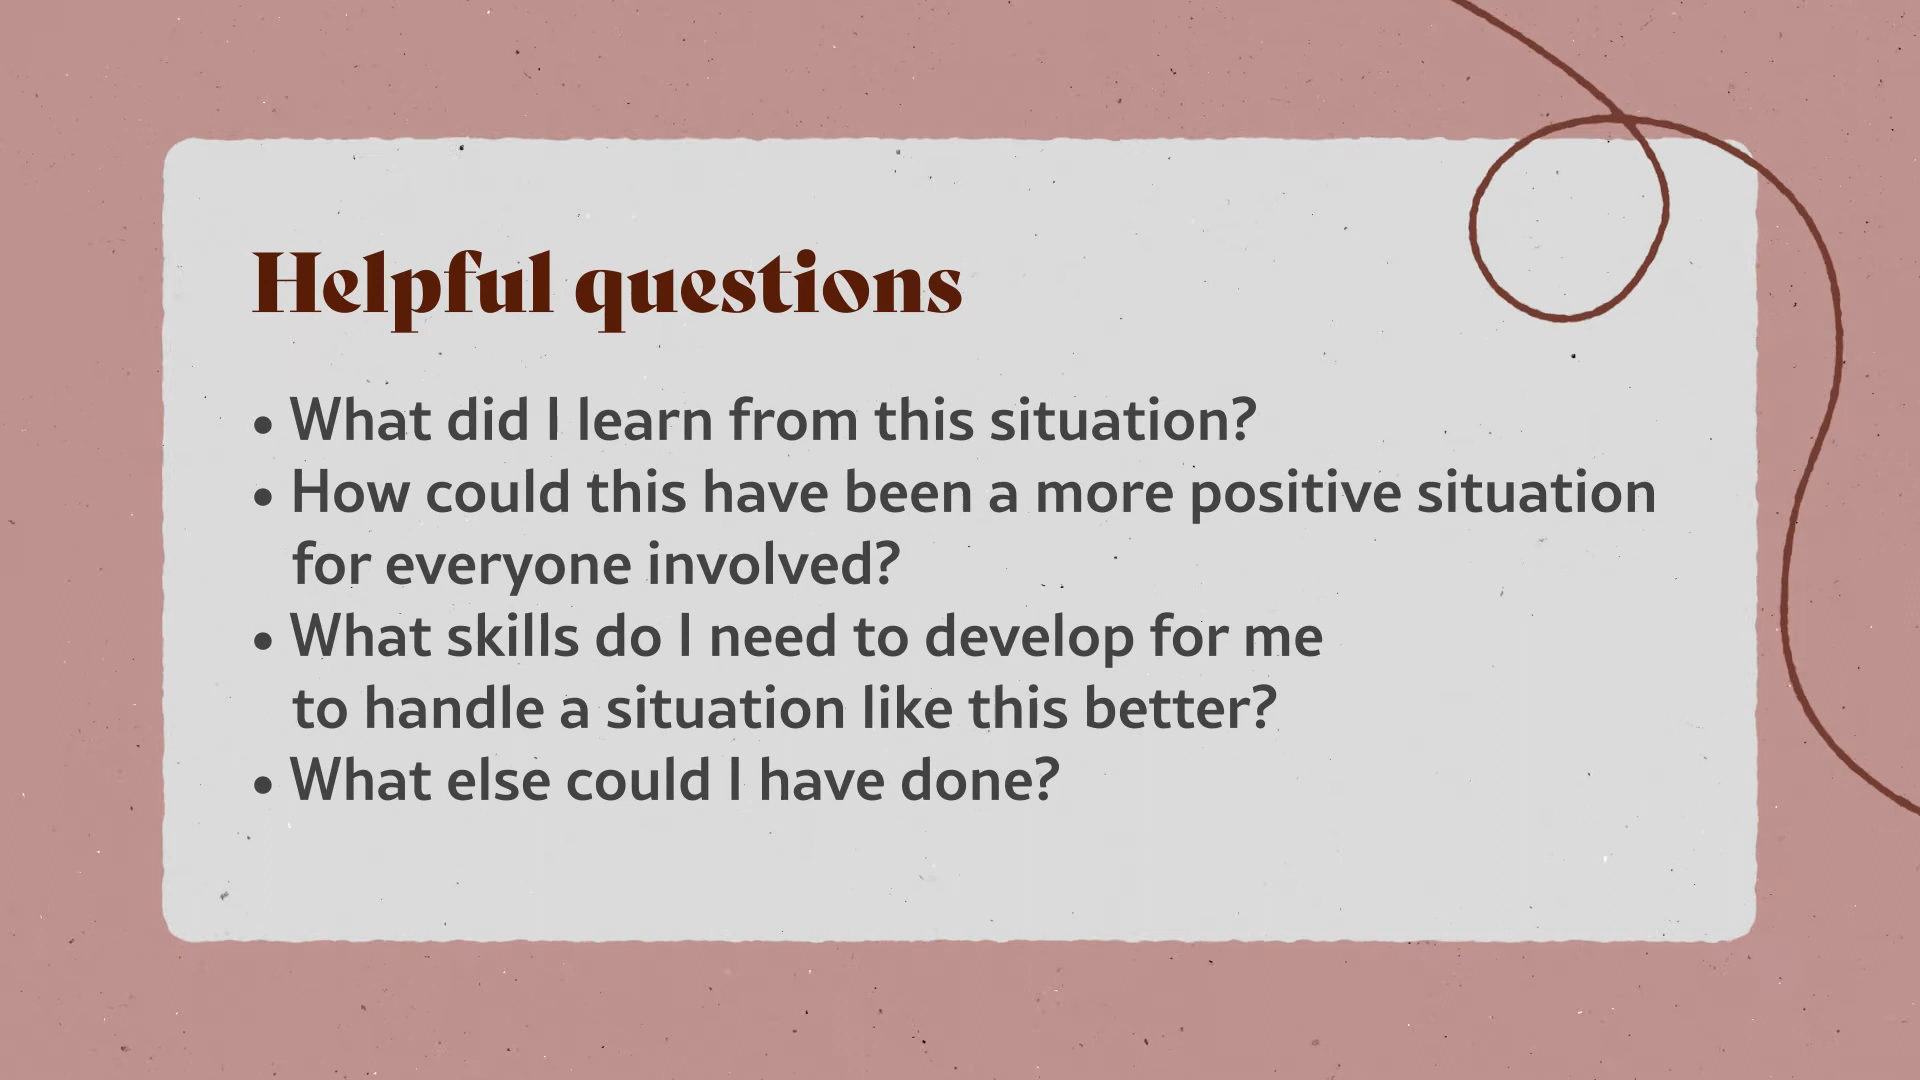 Helpful questions
• What did I learn from this situation?
• How could this have been a more positive situation
for everyone involved?
• What skills do I need to develop for me
to handle a situation like this better?
• What else could I have done?